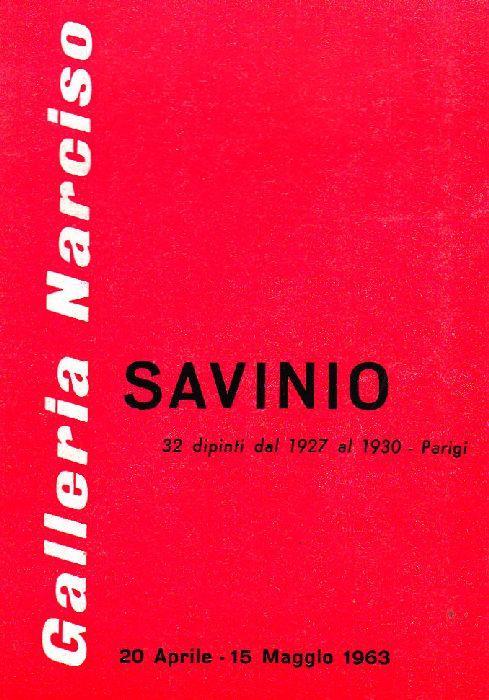 Galleria Narciso
SAVINIO
32 dipinti dal 1927 al 1930 - Parigi
20 Aprile - 15 Maggio 1963